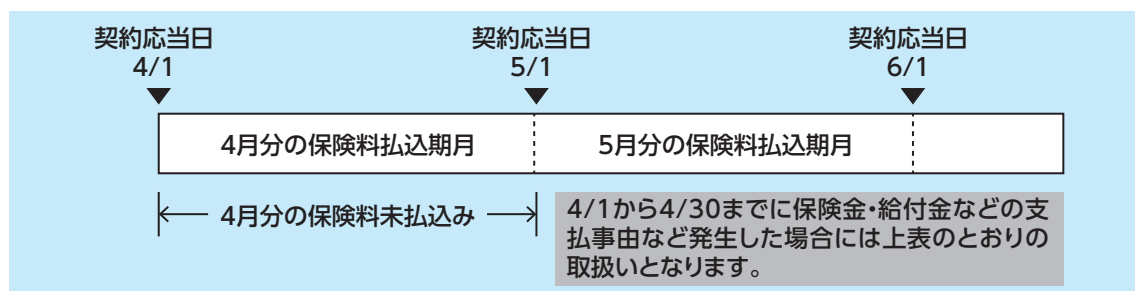 契約応当日 契約応当日 契約応当日
4/1 5/1 6/1
4月分の保険料払込期月 5月分の保険料払込期月
4月分の保険料未払込み
4/1から4/30までに保険金・給付金などの支
払事由など発生した場合には上表のとおりの
取扱いとなります。